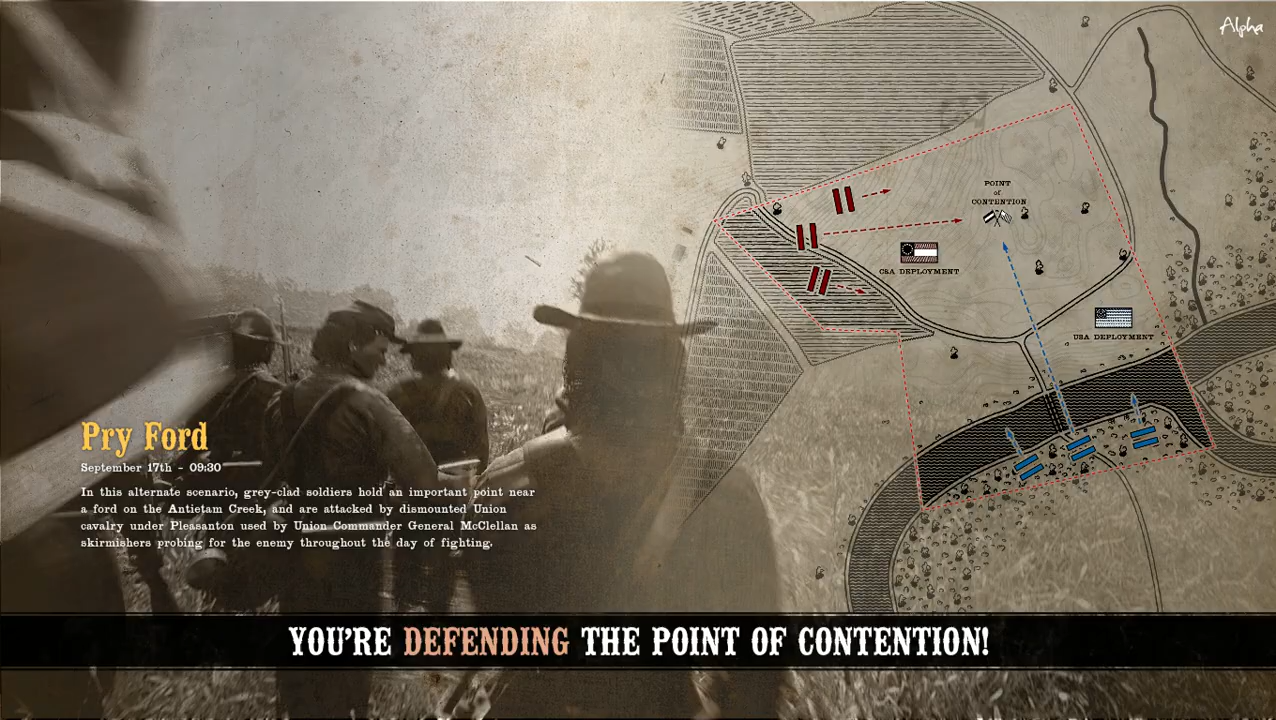 Alpha
POINT
of
CONTENTION
CSA DEPLOYMENT
USA DEPLOYMENT
Pry Ford
September 17th - 09:30
In this alternate scenario, grey-clad soldiers hold an important point near
a ford on the Antietam Creek, and are attacked by dismounted Union
cavalry under Pleasanton used by Union Commander General McClellan as
skirmishers probing for the enemy throughout the day of fighting.
YOU'RE DEFENDING THE POINT OF CONTENTION!